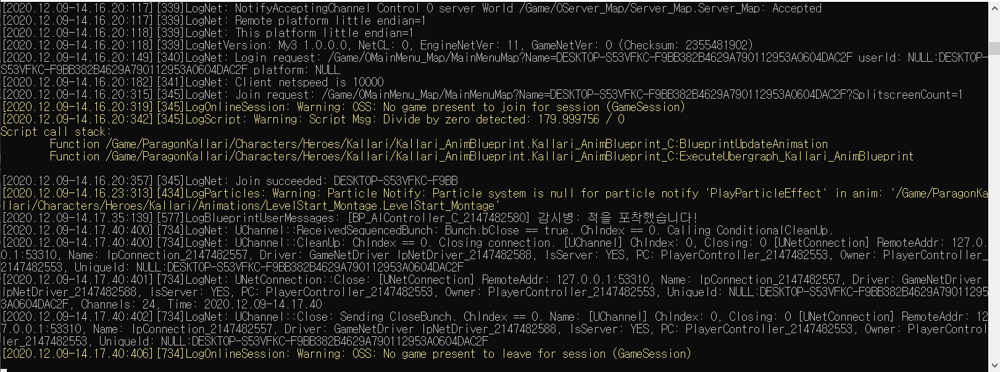 [2020.12.09-14.16.20:117][339]LogNet: NotifyAcceptingChannel Control 0 server World /Game/0Server_Map/Server_Map.Server_Map: Accepted
[2020.12.09-14.16.20:117][339]LogNet: Remote platform little endian=1
[2020.12.09-14.16.20:118][339]LogNet: This platform little endian=1
[2020.12.09-14.16.20:118][339]LogNetVersion: My3 1.0.0.0, NetCL: 0, EngineNetVer: 11, GameNetVer: 0 (Checksum: 2355481902)
[2020.12.09-14.16.20:149][340]LogNet: Login request: /Game/0MainMenu_Map/MainMenuMap?Name=DESKTOP-S53VFKC-F9BB382B4629A790112953A0604DAC2F userId: NULL:DESKTOP-
S53VFKC-F9BB382B4629A790112953A0604DAC2F platform: NULL
[2020.12.09-14.16.20:182][341]LogNet: Client netspeed is 10000
[2020.12.09-14.16.20:315][345]LogNet: Join request: /Game/0MainMenu_Map/MainMenuMap?Name=DESKTOP-S53VFKC-F9BB382B4629A790112953A0604DAC2F?SplitscreenCount=1
[2020.12.09-14.16.20:319][345]LogOnlineSession: Warning: OSS: No game present to join for session (GameSession)
[2020.12.09-14.16.20:342][345]LogScript: Warning: Script Msg: Divide by zero detected: 179.999756 / 0
Script call stack:
Function /Game/ParagonKallari/Characters/Heroes/Kallari/Kallari_AnimBlueprint.Kallari_AnimBlueprint_C:BlueprintUpdateAnimation
Function /Game/ParagonKallari/Characters/Heroes/Kallari/Kallari_AnimBlueprint.Kallari_AnimBlueprint_C:ExecuteUbergraph_Kallari_AnimBlueprint
[2020.12.09-14.16.20:357][345]LogNet: Join succeeded: DESKTOP-S53VFKC-F9BB
[2020.12.09-14.16.23:313][434]LogParticles: Warning: Particle Notify: Particle system is null for particle notify 'PlayParticleEffect' in anim: '/Game/ParagonKa
llari/Characters/Heroes/Kallari/Animations/LevelStart_Montage.LevelStart_Montage'
[2020.12.09-14.17.35:139][577]LogBlueprintUserMessages: [BP_AIController_C_2147482580] 감시병: 적을 포착했습니다!
[2020.12.09-14.17.40:400][734]LogNet: UChannel::ReceivedSequencedBunch: Bunch.bClose == true. ChIndex == 0. Calling ConditionalCleanUp.
[2020.12.09-14.17.40:400][734]LogNet: UChannel::CleanUp: ChIndex == 0. Closing connection. [UChannel] ChIndex: 0, Closing: 0 [UNetConnection] RemoteAddr: 127.0.
0.1:53310, Name: IpConnection_2147482557, Driver: GameNetDriver IpNetDriver_2147482588, IsServer: YES, PC: PlayerController_2147482553, Owner: PlayerController_
2147482553, UniqueId: NULL:DESKTOP-S53VFKC-F9BB382B4629A790112953A0604DAC2F
[2020.12.09-14.17.40:401][734]LogNet: UNetConnection::Close: [UNetConnection] RemoteAddr: 127.0.0.1:53310, Name: IpConnection_2147482557, Driver: GameNetDriver
IpNetDriver_2147482588, IsServer: YES, PC: PlayerController_2147482553, Owner: PlayerController_2147482553, UniqueId: NULL:DESKTOP-S53VFKC-F9BB382B4629A79011295
3A0604DAC2F, Channels: 24, Time: 2020.12.09-14.17.40
[2020.12.09-14.17.40:402][734]LogNet: UChannel::Close: Sending CloseBunch. ChIndex == 0. Name: [UChannel] ChIndex: 0, Closing: 0 [UNetConnection] RemoteAddr: 12
7.0.0.1:53310, Name: IpConnection_2147482557, Driver: GameNetDriver IpNetDriver_2147482588, IsServer: YES, PC: PlayerController_2147482553, Owner: PlayerControl
ler_2147482553, UniqueId: NULL:DESKTOP-S53VFKC-F9BB382B4629A790112953A0604DAC2F
[2020.12.09-14.17.40:406][734]LogOnlineSession: Warning: OSS: No game present to leave for session (GameSession)